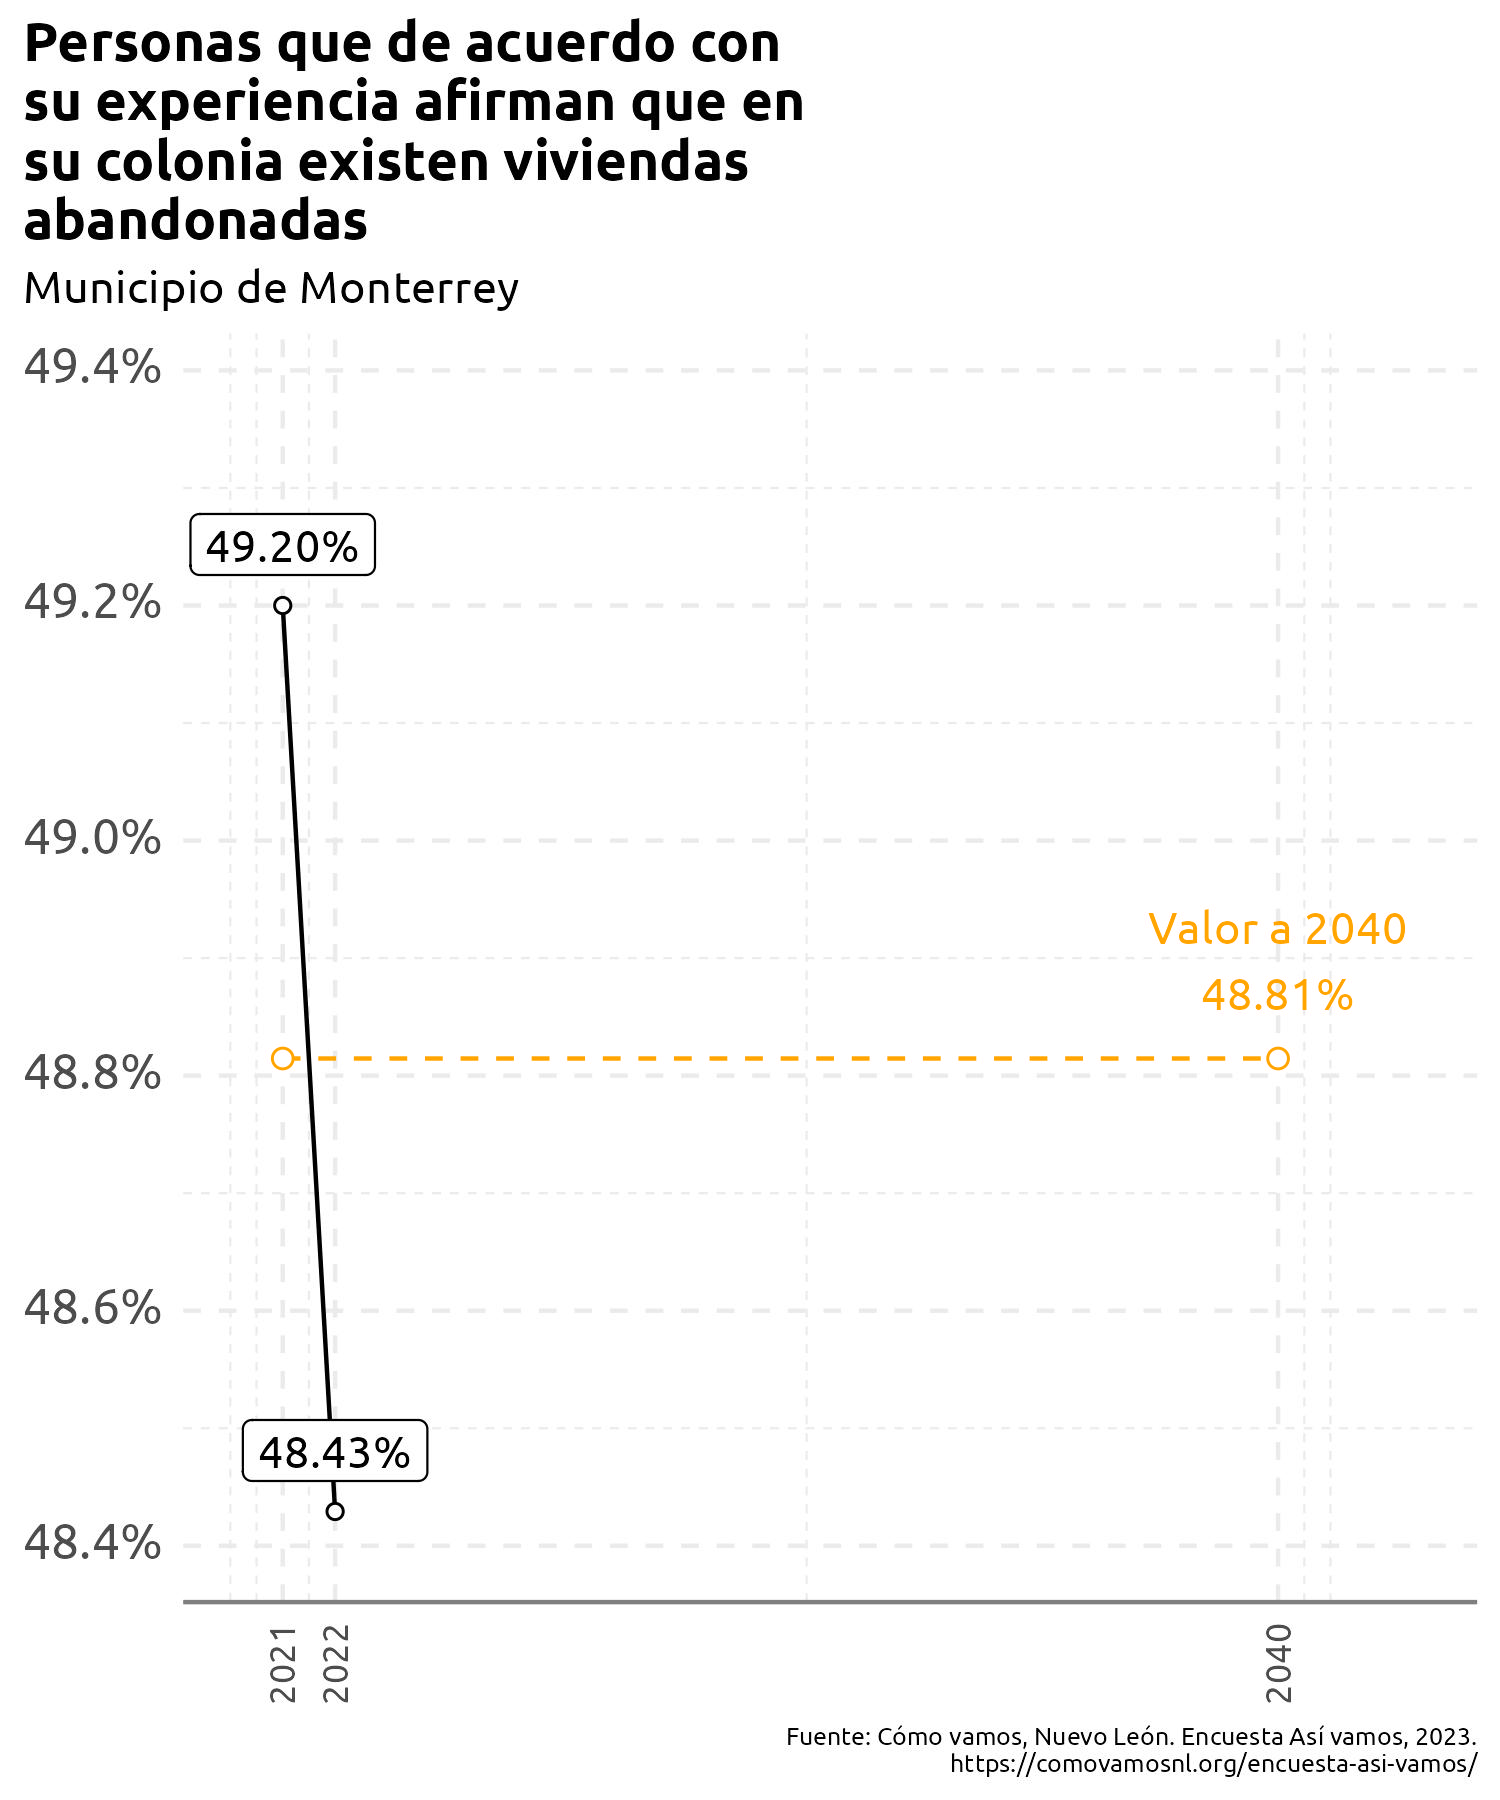 Personas que de acuerdo con
su experiencia afirman que en
su colonia existen viviendas
abandonadas
Municipio de Monterrey
49.4%
49.20%
49.2%
49.0%
Valor a 2040
48.81%
48.8%
48.6%
48.43%
48.4%
2021
2022
2040
Fuente: Cómo vamos, Nuevo León. Encuesta Así vamos, 2023.
https://comovamosnl.org/encuesta-asi-vamos/